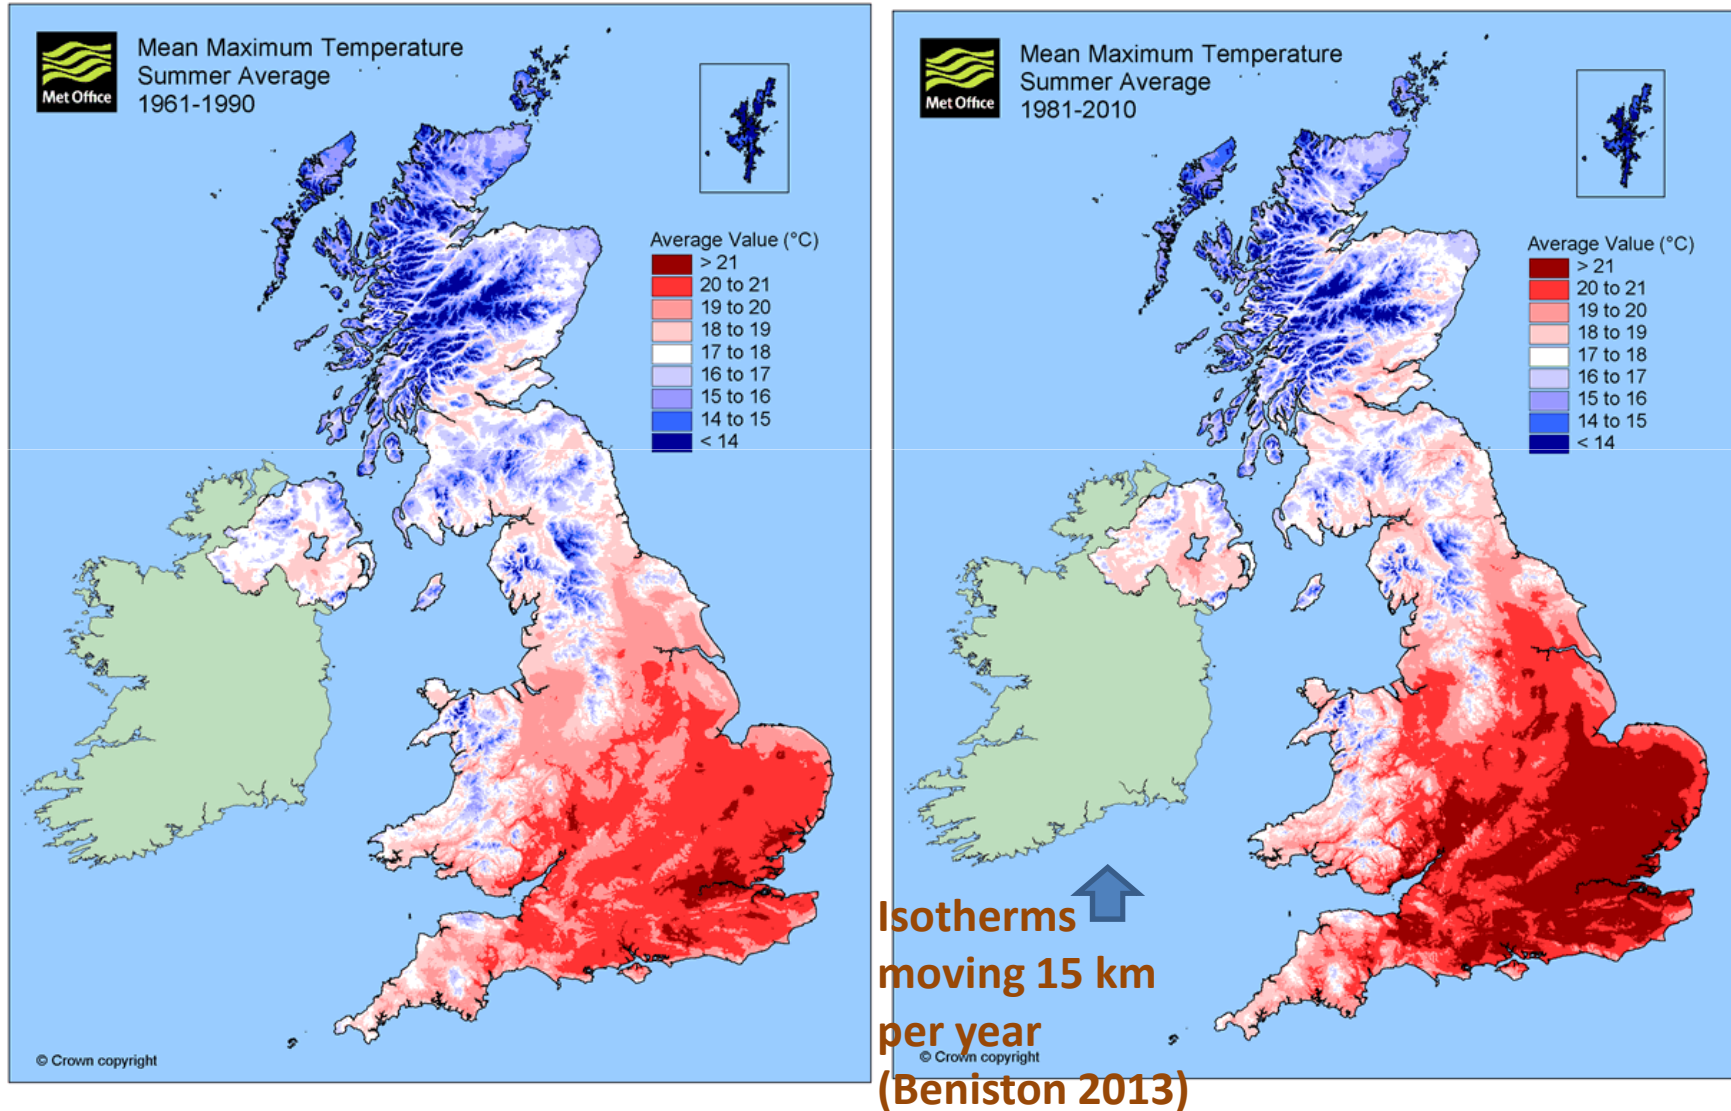 Met Office
Mean Maximum Temperature
Summer Average
1961-1990
Average Value (°C)
> 21
20 to 21
19 to 20
18 to 19
17 to 18
16 to 17
15 to 16
14 to 15
< 14
© Crown copyright
Met Office
Mean Maximum Temperature
Summer Average
1981-2010
Average Value (°C)
> 21
20 to 21
19 to 20
18 to 19
17 to 18
16 to 17
15 to 16
14 to 15
< 14
Isotherms
moving 15 km
per year
(Beniston 2013)
© Crown copyright